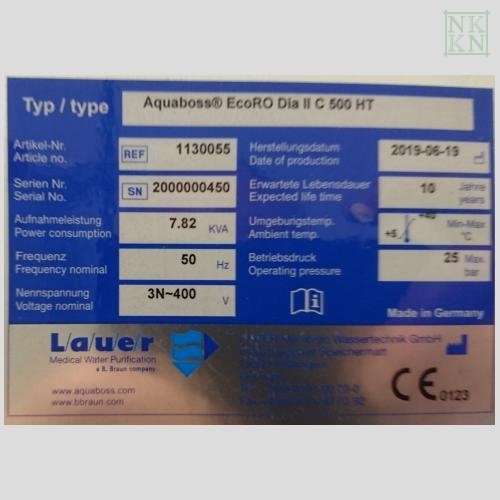 NK
KN
Typ / type
Aquaboss® EcoRO Dia II C 500 HT
Artikel-Nr.
Article no.
REF 1130055
Serien Nr.
Serial No.
SN 2000000450
Aufnahmeleistung
Power consumption
7.82 KVA
Frequenz
Frequency nominal
50 Hz
Nennspannung
Voltage nominal
3N~400 V
Herstellungsdatum
Date of production
2019-06-19
Erwartete Lebensdauer
Expected life time
10 Jahre
years
Umgebungstemp.
Ambient temp.
+5 +40 Min-Max
°C
Betriebsdruck
Operating pressure
25 Max.
bar
Made in Germany
L/a/u/e/r
Medical Water Purification
a B. Braun company
www.aquaboss.com
www.bbraun.com
Wassertechnik GmbH
Speichermatt
CE 0123